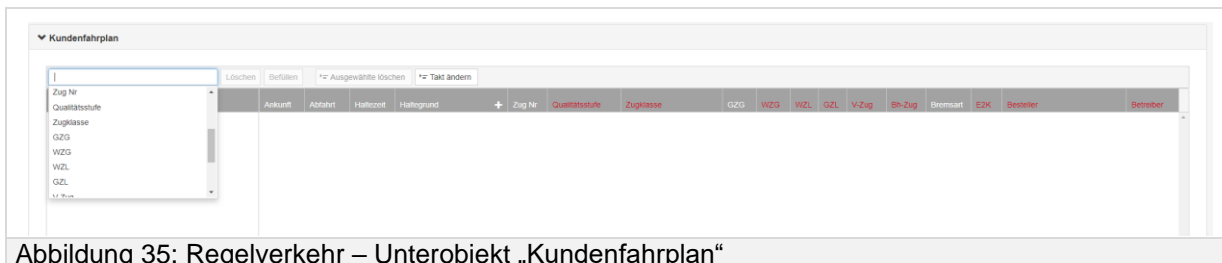 Kundenfahrplan
Löschen Befüllen *= Ausgewählte löschen *= Takt ändern
Ankunft Abfahrt Haltezeit Haltegrund + Zug Nr Qualitätsstufe Zugklasse GZG WZG WZL GZL V-Zug Bh-Zug Bremsart E2K Besteller Betreiber
Zug Nr
Qualitätsstufe
Zugklasse
GZG
WZG
WZL
GZL
V-Zug
Abbildung 35: Regelverkehr – Unterobjekt „Kundenfahrplan“